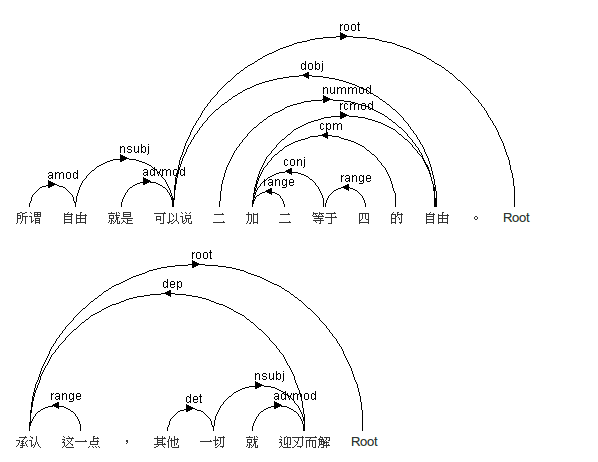 root
dobj
nummod
rcmod
cpm
nsubj
conj
amod advmod range range
所谓 自由 就是 可以说 二 加 二 等于 四 的 自由 。 Root
root
dep
nsubj
range det advmod
承认 这一点 ， 其他 一切 就 迎刃而解 Root